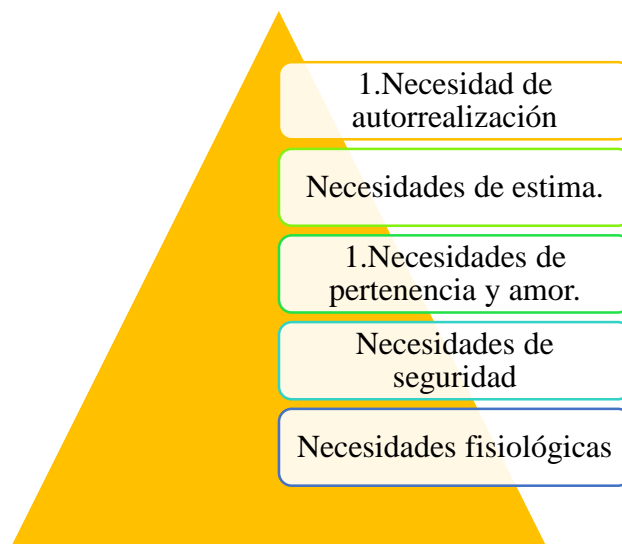 1.Necesidad de
autorrealización
Necesidades de estima.
1.Necesidades de
pertenencia y amor.
Necesidades de
seguridad
Necesidades fisiológicas